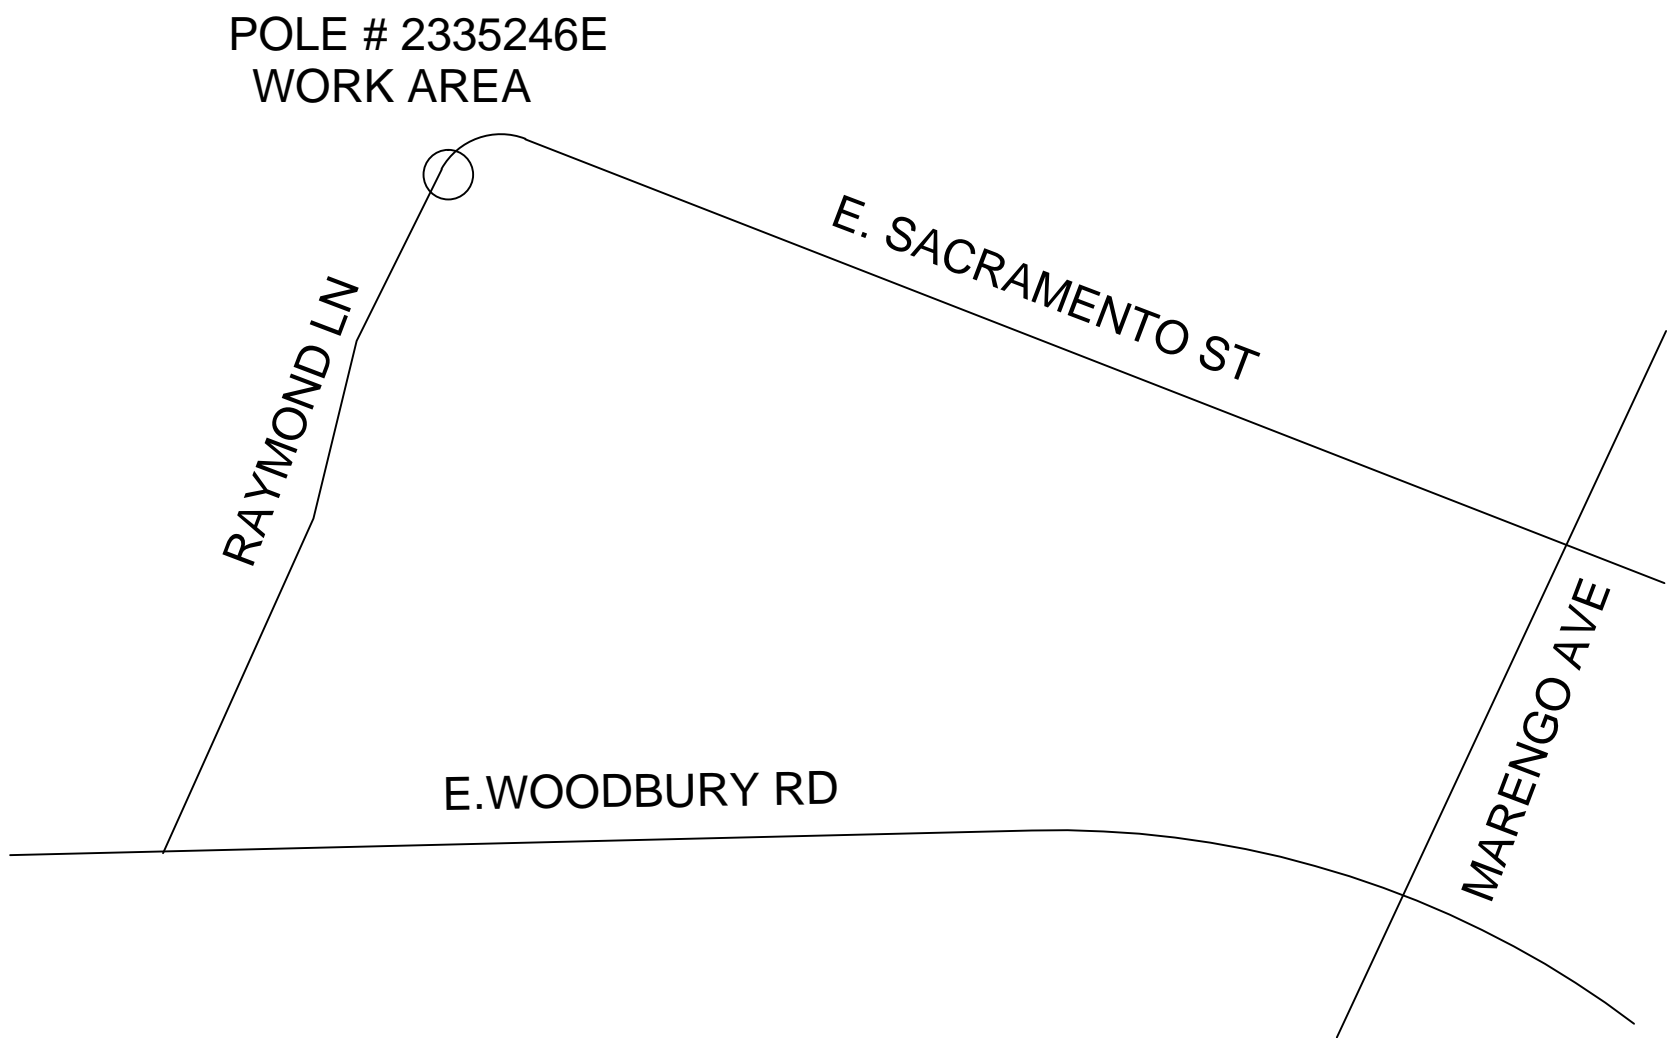 POLE # 2335246E
WORK AREA
E. SACRAMENTO ST
RAYMOND LN
MARENGO AVE
E.WOODBURY RD